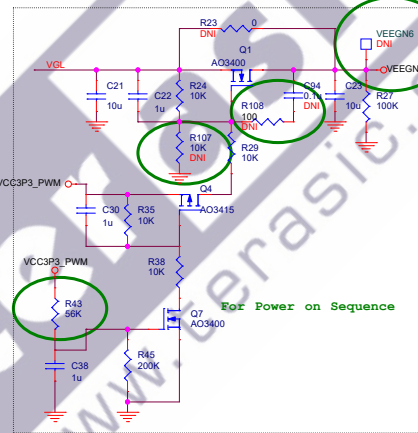 R23 0
DNI
VEEGN6
DNI
Q1
AO3400
VGL
VEEGN
C21
10u
C22
1u
R24
10K
R108
100
DNI
C94
0.1u
DNI
C23
10u
R27
100K
R107
10K
DNI
R29
10K
VCC3P3_PWM
Q4
AO3415
C30
1u
R35
10K
VCC3P3_PWM
R38
10K
R43
56K
Q7
AO3400
For Power on Sequence
C38
1u
R45
200K
www.terasic.